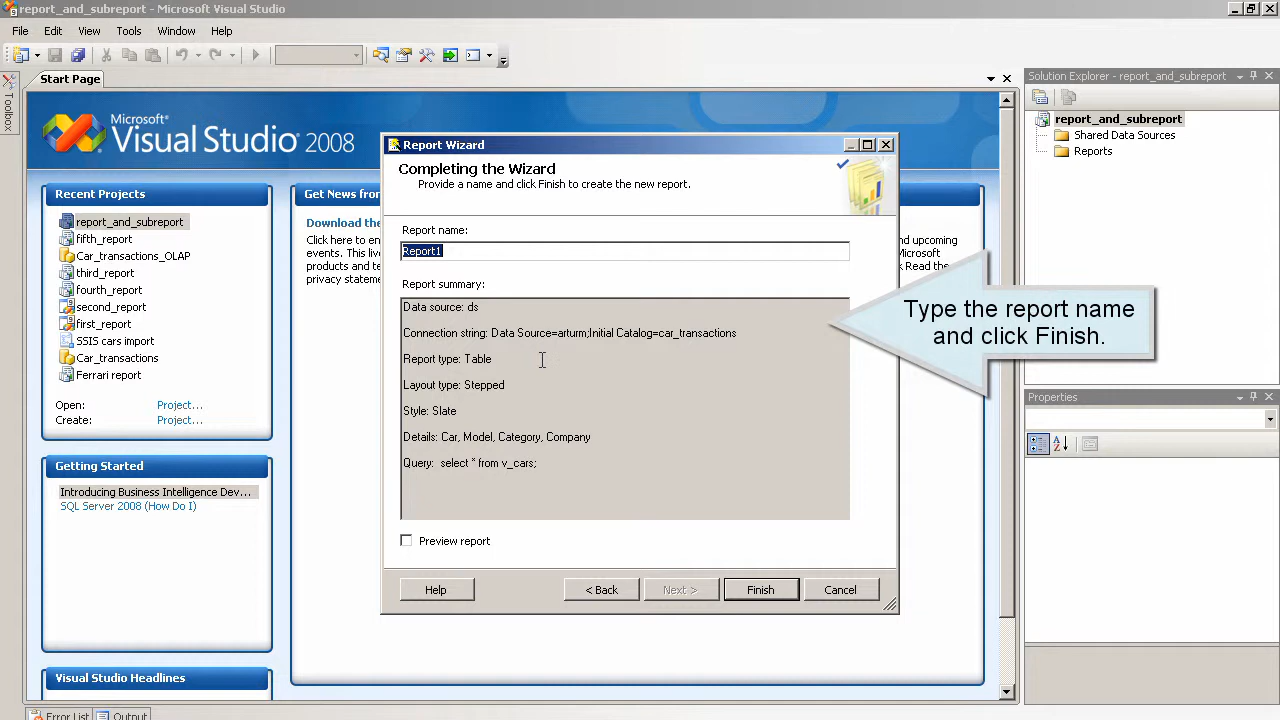 report_and_subreport - Microsoft Visual Studio
File Edit View Tools Window Help
Toolbox
Start Page
Microsoft®
Visual Studio® 2008
Recent Projects
report_and_subreport
fifth_report
Car_transactions_OLAP
third_report
fourth_report
second_report
first_report
SSIS cars import
Car_transactions
Ferrari report
Open: Project...
Create: Project...
Getting Started
Introducing Business Intelligence Dev...
SQL Server 2008 (How Do I)
Visual Studio Headlines
Get News from
Download the
Click here to en
events. This live
products and te
privacy stateme
and upcoming
Microsoft
Read the
Report Wizard
Completing the Wizard
Provide a name and click Finish to create the new report.
Report name:
Report1
Report summary:
Data source: ds
Connection string: Data Source=arturm;Initial Catalog=car_transactions
Report type: Table
Layout type: Stepped
Style: Slate
Details: Car, Model, Category, Company
Query: select * from v_cars;
Preview report
Help < Back Next > Finish Cancel
Type the report name
and click Finish.
Solution Explorer - report_and_subreport
report_and_subreport
Shared Data Sources
Reports
Properties
Error List Output